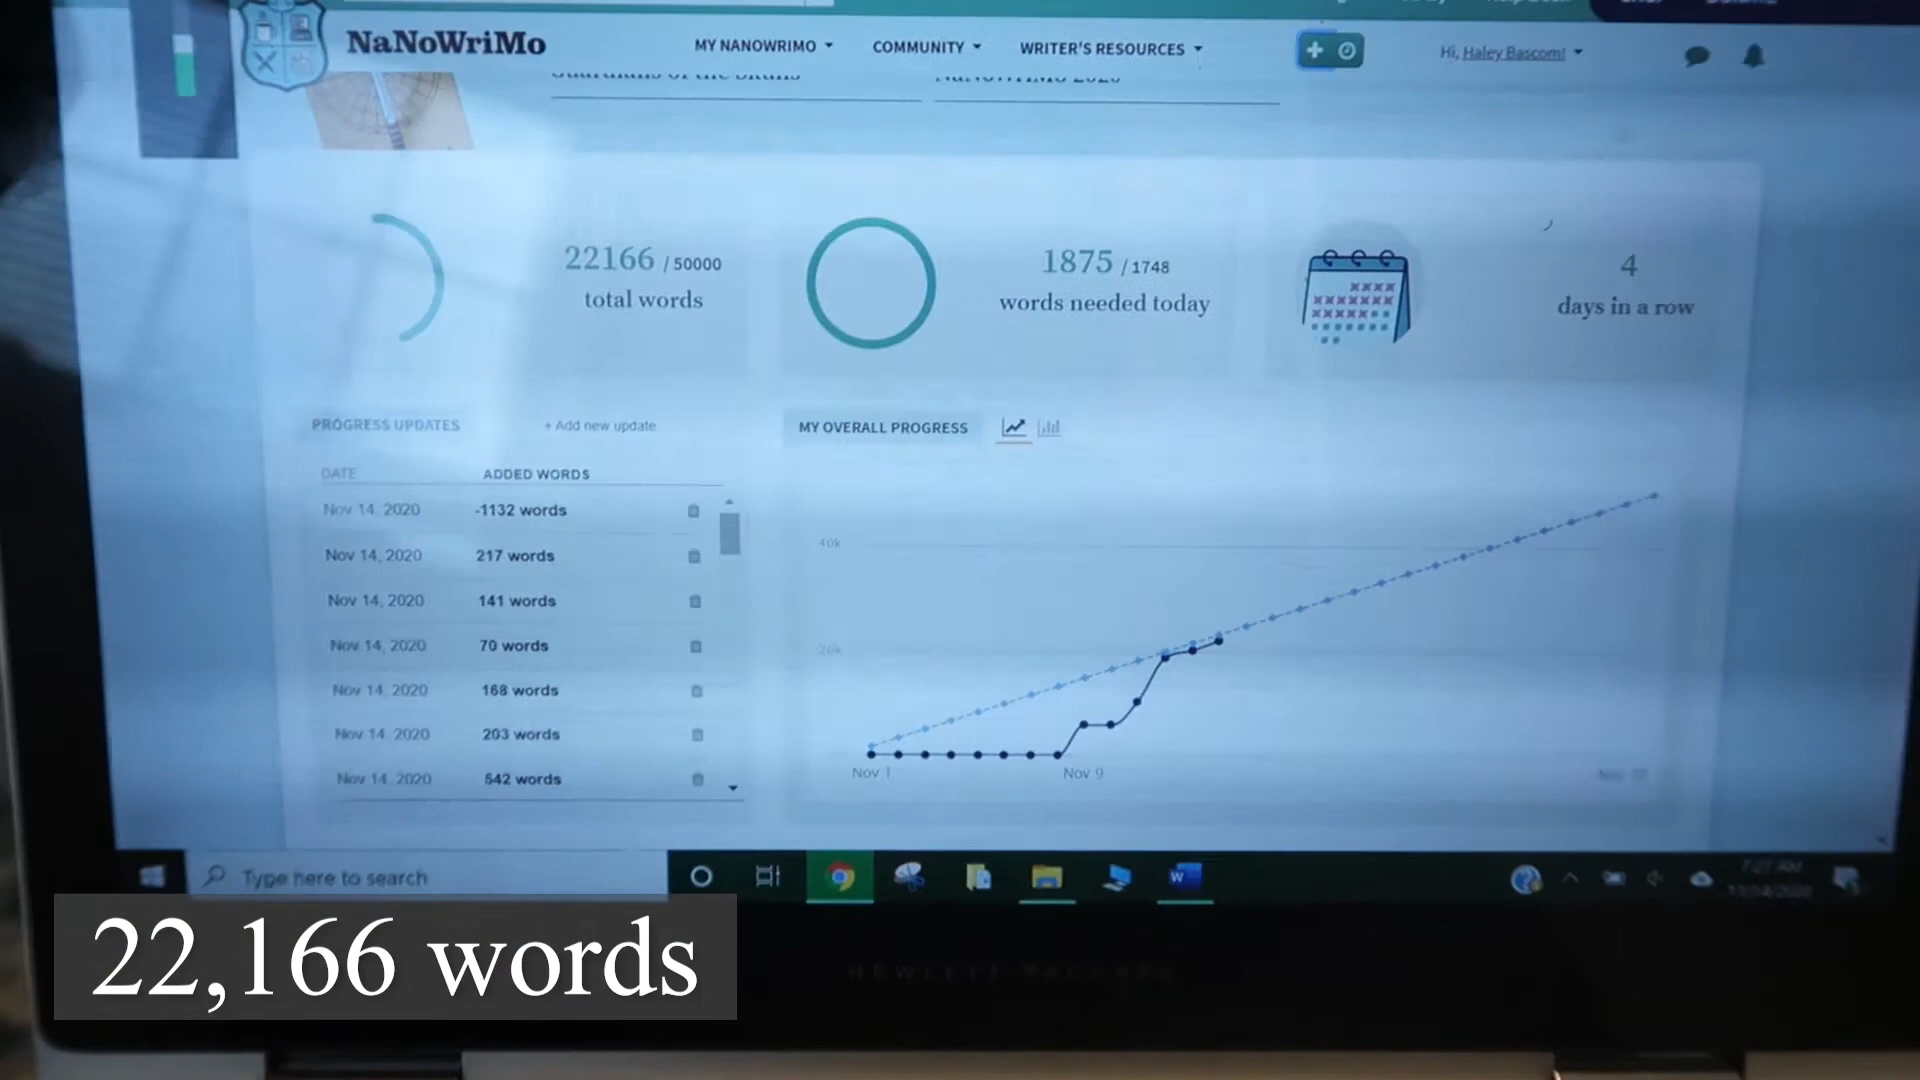 NaNoWriMo
MY NANOWRIMO
COMMUNITY
WRITER'S RESOURCES
Hi, Haley Bascom!
22166 / 50000
total words
1875 / 1748
words needed today
4
days in a row
PROGRESS UPDATES
+ Add new update
MY OVERALL PROGRESS
DATE ADDED WORDS
Nov 14, 2020 -1132 words
Nov 14, 2020 217 words
Nov 14, 2020 141 words
Nov 14, 2020 70 words
Nov 14, 2020 168 words
Nov 14, 2020 203 words
Nov 14, 2020 542 words
40k
20k
Nov 1
Nov 9
Type here to search
22,166 words
HEWLETT-PACKARD